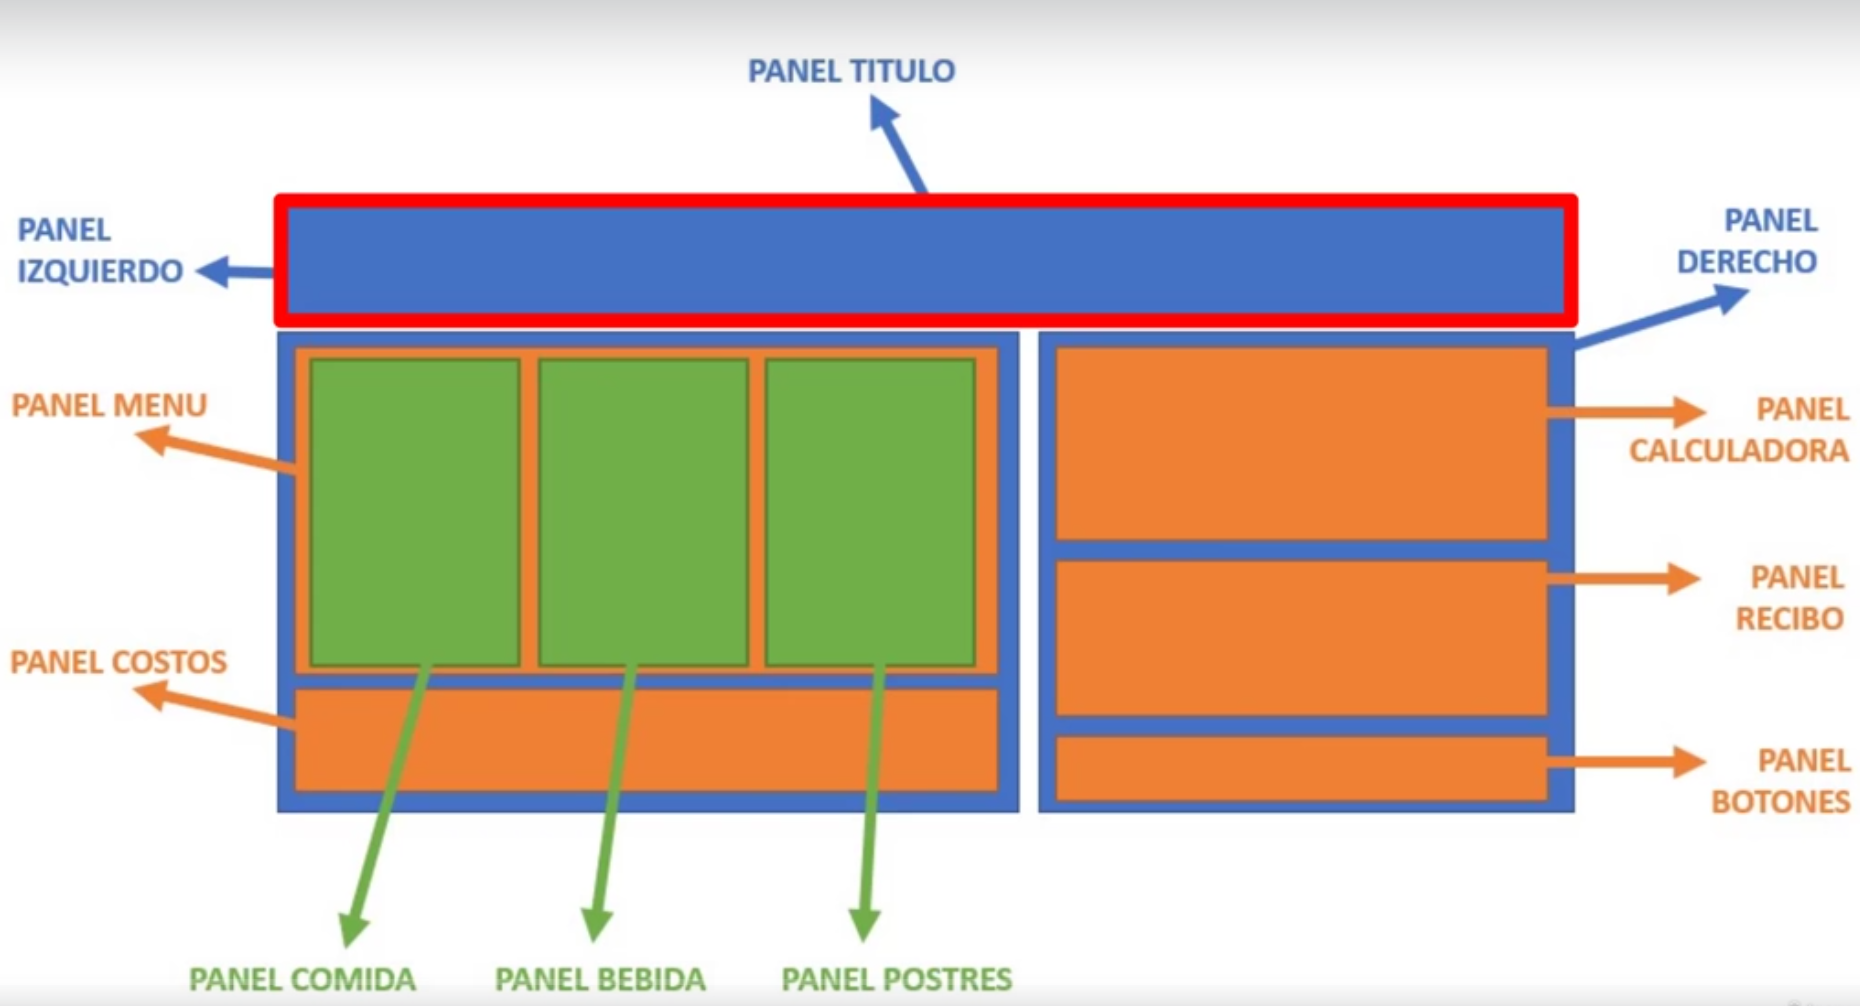 PANEL TITULO
PANEL
IZQUIERDO
PANEL
DERECHO
PANEL MENU
PANEL
CALCULADORA
PANEL
RECIBO
PANEL COSTOS
PANEL
BOTONES
PANEL COMIDA
PANEL BEBIDA
PANEL POSTRES